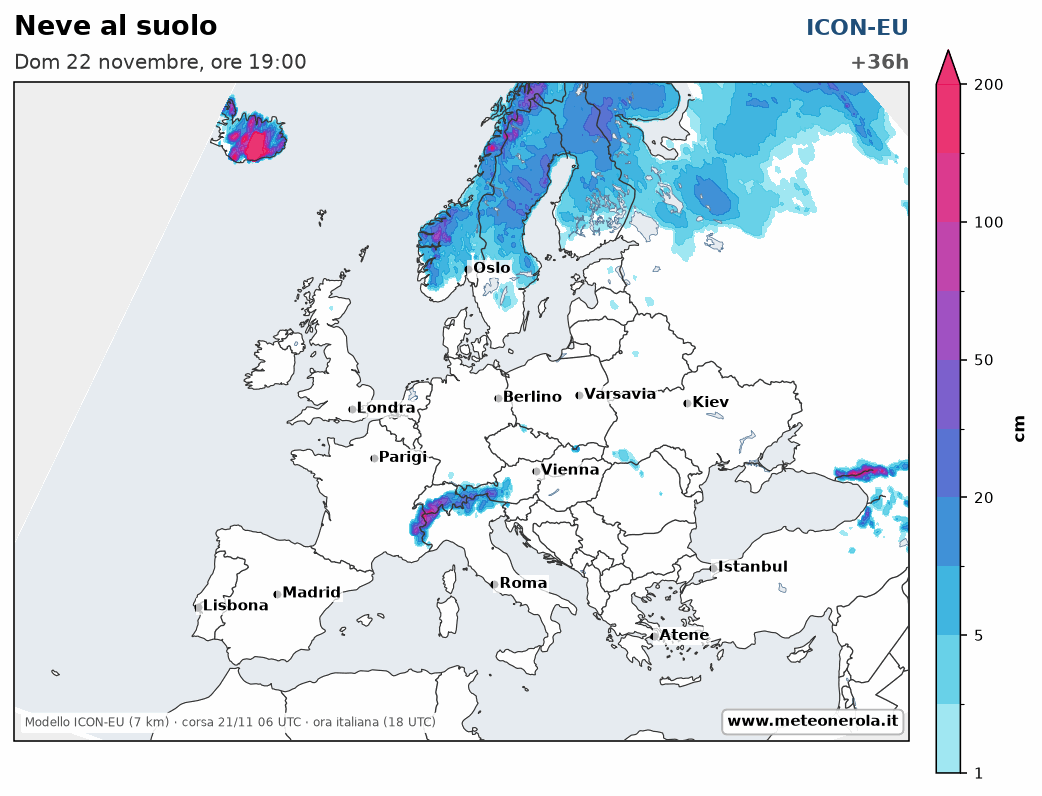 Neve al suolo
ICON-EU
Dom 22 novembre, ore 19:00
+36h
200
100
50
20
5
1
cm
Oslo
Londra
Berlino
Varsavia
Kiev
Parigi
Vienna
Istanbul
Roma
Madrid
Lisbona
Atene
Modello ICON-EU (7 km) · corsa 21/11 06 UTC · ora italiana (18 UTC)
www.meteonerola.it